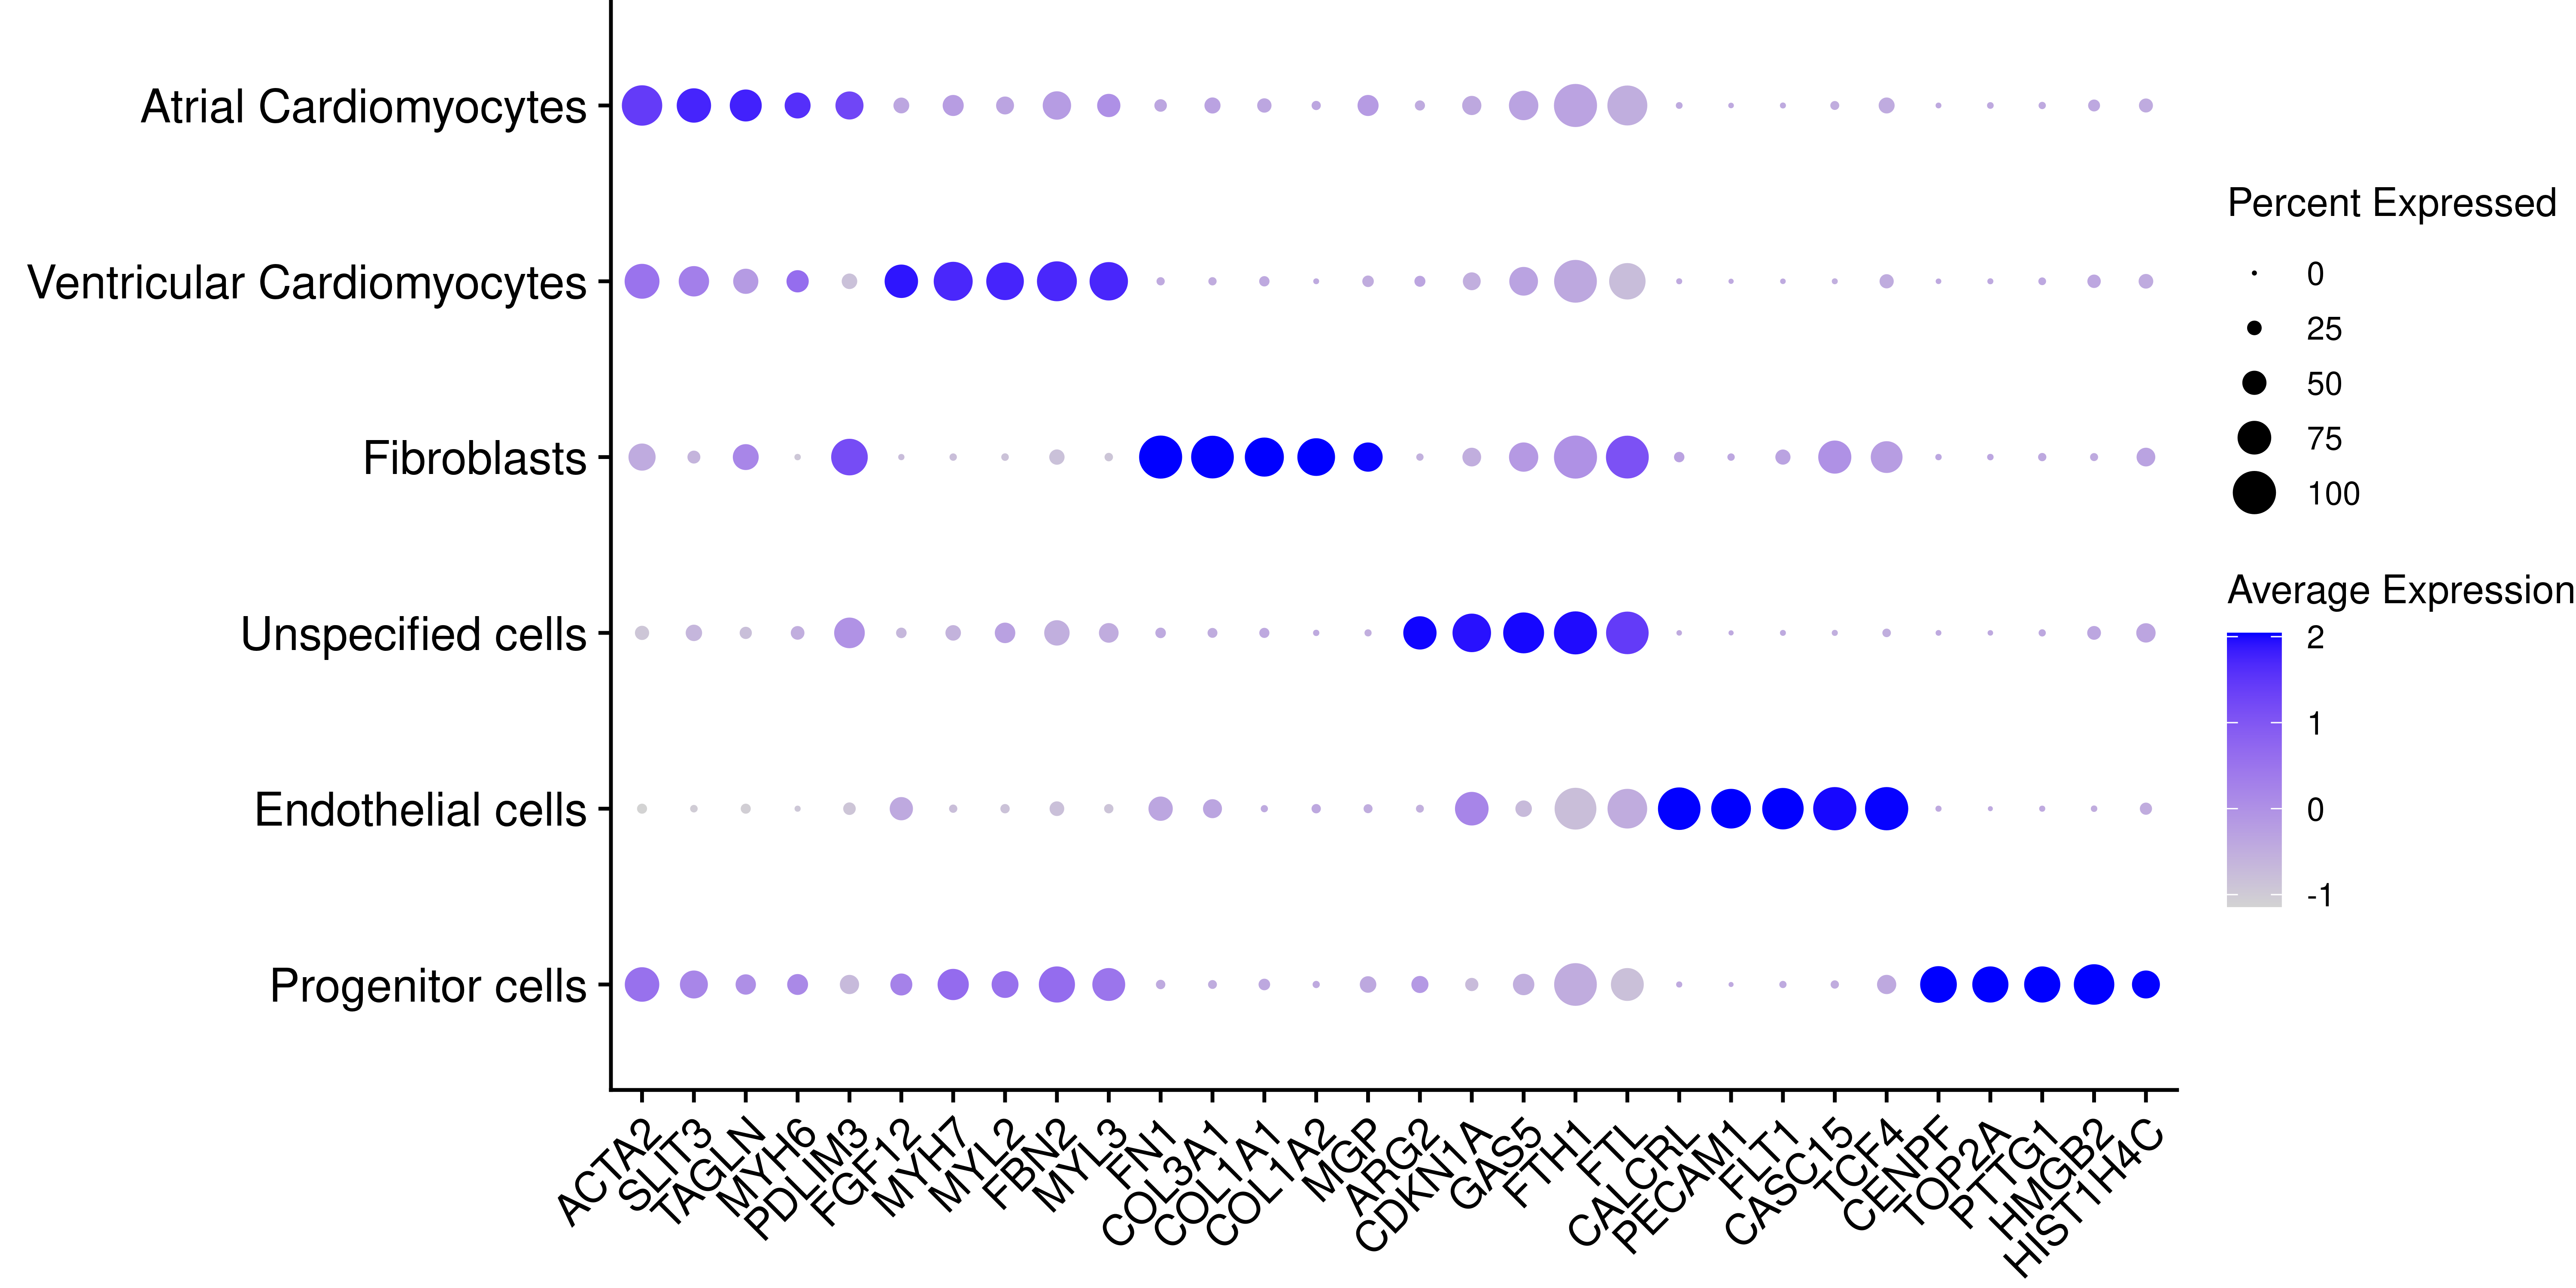 Atrial Cardiomyocytes
Ventricular Cardiomyocytes
Fibroblasts
Unspecified cells
Endothelial cells
Progenitor cells
ACTA2
SLIT3
TAGLN
MYH6
PDLIM3
FGF12
MYH7
MYL2
FBN2
MYL3
FN1
COL3A1
COL1A1
COL1A2
MGP
ARG2
CDKN1A
GAS5
FTH1
FTL
CALCRL
PECAM1
FLT1
CASC15
TCF4
CENPF
TOP2A
PTTG1
HMGB2
HIST1H4C
Percent Expressed
0
25
50
75
100
Average Expression
2
1
0
-1